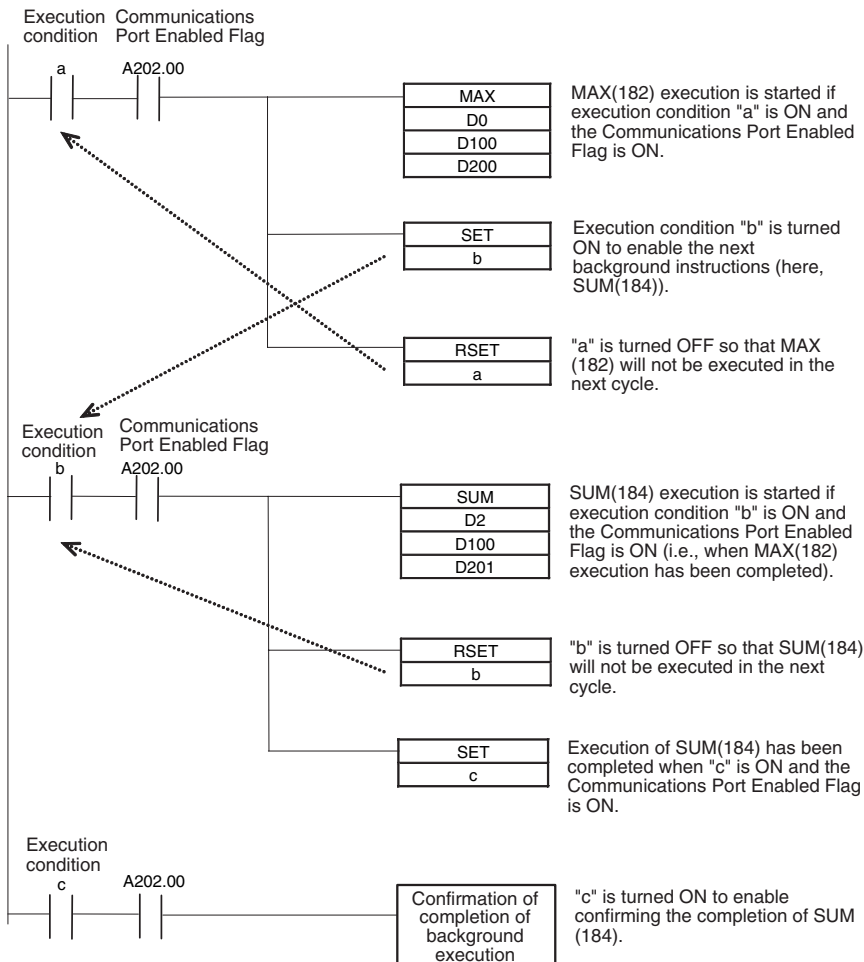 Execution
condition
Communications
Port Enabled Flag
a
A202.00
MAX
D0
D100
D200
MAX(182) execution is started if
execution condition "a" is ON and
the Communications Port Enabled
Flag is ON.
SET
b
Execution condition "b" is turned
ON to enable the next
background instructions (here,
SUM(184)).
RSET
a
"a" is turned OFF so that MAX
(182) will not be executed in the
next cycle.
Execution
condition
Communications
Port Enabled Flag
b
A202.00
SUM
D2
D100
D201
SUM(184) execution is started if
execution condition "b" is ON and
the Communications Port Enabled
Flag is ON (i.e., when MAX(182)
execution has been completed).
RSET
b
"b" is turned OFF so that SUM(184)
will not be executed in the next
cycle.
SET
c
Execution of SUM(184) has been
completed when "c" is ON and the
Communications Port Enabled Flag
is ON.
Execution
condition
c
A202.00
Confirmation of
completion of
background
execution
"c" is turned ON to enable
confirming the completion of SUM
(184).